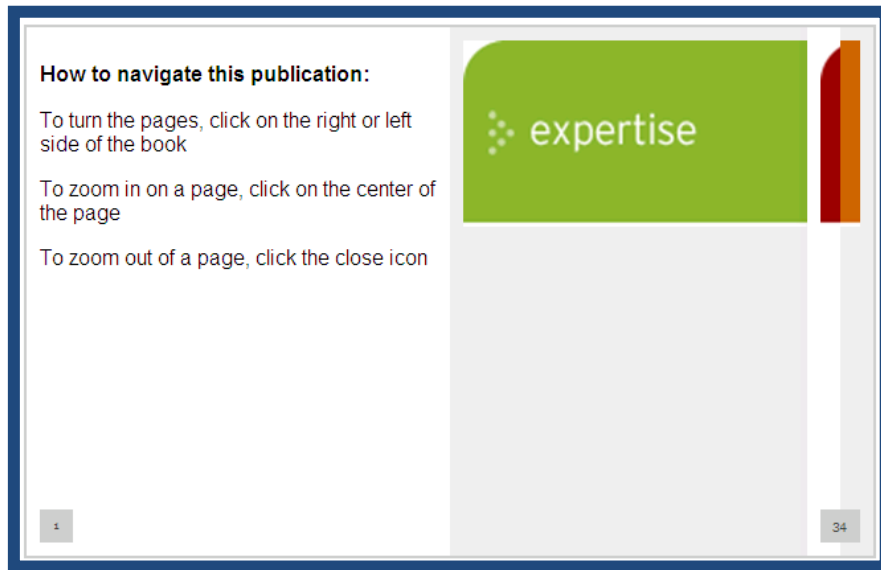 How to navigate this publication:
To turn the pages, click on the right or left
side of the book
To zoom in on a page, click on the center of
the page
To zoom out of a page, click the close icon
expertise
1
34